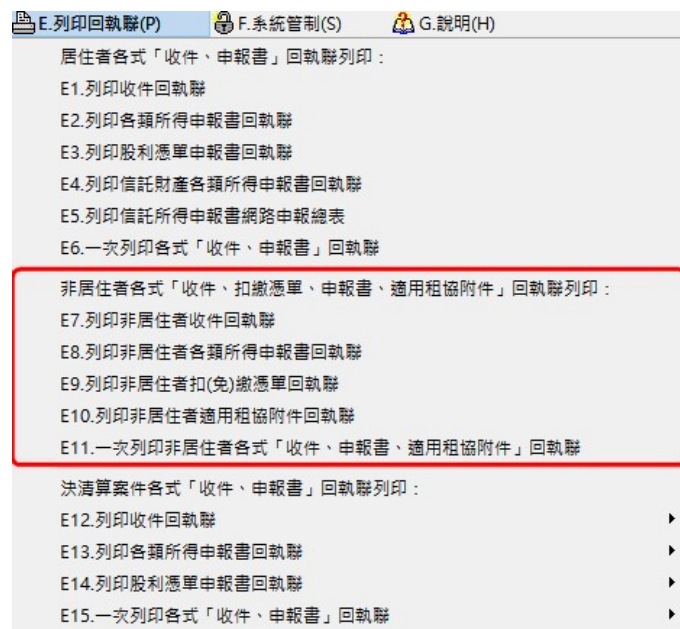 E.列印回執聯(P) F.系統管制(S) G.說明(H)
居住者各式「收件、申報書」回執聯列印：
E1.列印收件回執聯
E2.列印各類所得申報書回執聯
E3.列印股利憑單申報書回執聯
E4.列印信託財產各類所得申報書回執聯
E5.列印信託所得申報書網路申報總表
E6.一次列印各式「收件、申報書」回執聯
非居住者各式「收件、扣繳憑單、申報書、適用租協附件」回執聯列印：
E7.列印非居住者收件回執聯
E8.列印非居住者各類所得申報書回執聯
E9.列印非居住者扣(免)繳憑單回執聯
E10.列印非居住者適用租協附件回執聯
E11.一次列印非居住者各式「收件、申報書、適用租協附件」回執聯
決清算案件各式「收件、申報書」回執聯列印：
E12.列印收件回執聯
E13.列印各類所得申報書回執聯
E14.列印股利憑單申報書回執聯
E15.一次列印各式「收件、申報書」回執聯